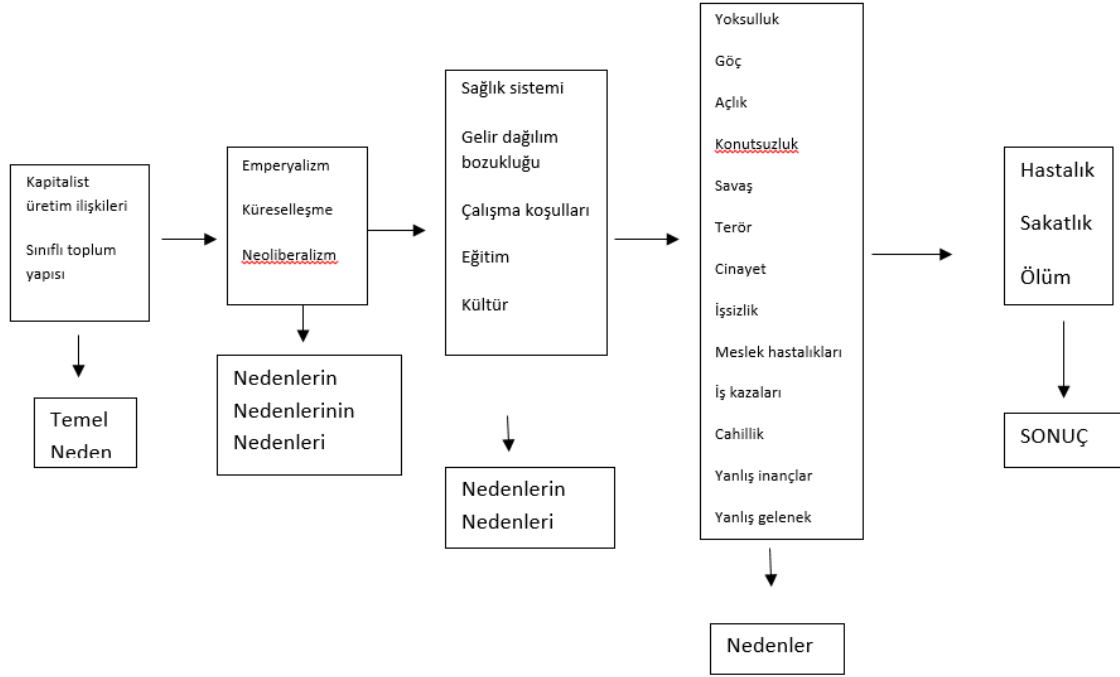 Kapitalist
üretim ilişkileri
Sınıflı toplum
yapısı
Temel
Neden
Emperyalizm
Küreselleşme
Neoliberalizm
Nedenlerin
Nedenlerinin
Nedenleri
Sağlık sistemi
Gelir dağılım
bozukluğu
Çalışma koşulları
Eğitim
Kültür
Nedenlerin
Nedenleri
Yoksulluk
Göç
Açlık
Konutsuzluk
Savaş
Terör
Cinayet
İşsizlik
Meslek hastalıkları
İş kazaları
Cahillik
Yanlış inançlar
Yanlış gelenek
Nedenler
Hastalık
Sakatlık
Ölüm
SONUÇ